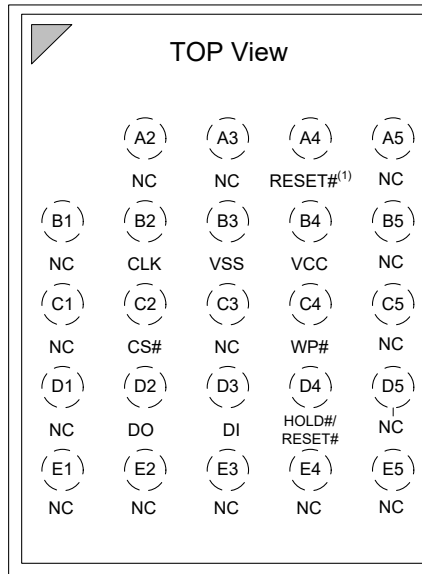 TOP View
A2 A3 A4 A5
NC NC RESET#(1) NC
B1 B2 B3 B4 B5
NC CLK VSS VCC NC
C1 C2 C3 C4 C5
NC CS# NC WP# NC
D1 D2 D3 D4 D5
NC DO DI HOLD#/
RESET# NC
E1 E2 E3 E4 E5
NC NC NC NC NC